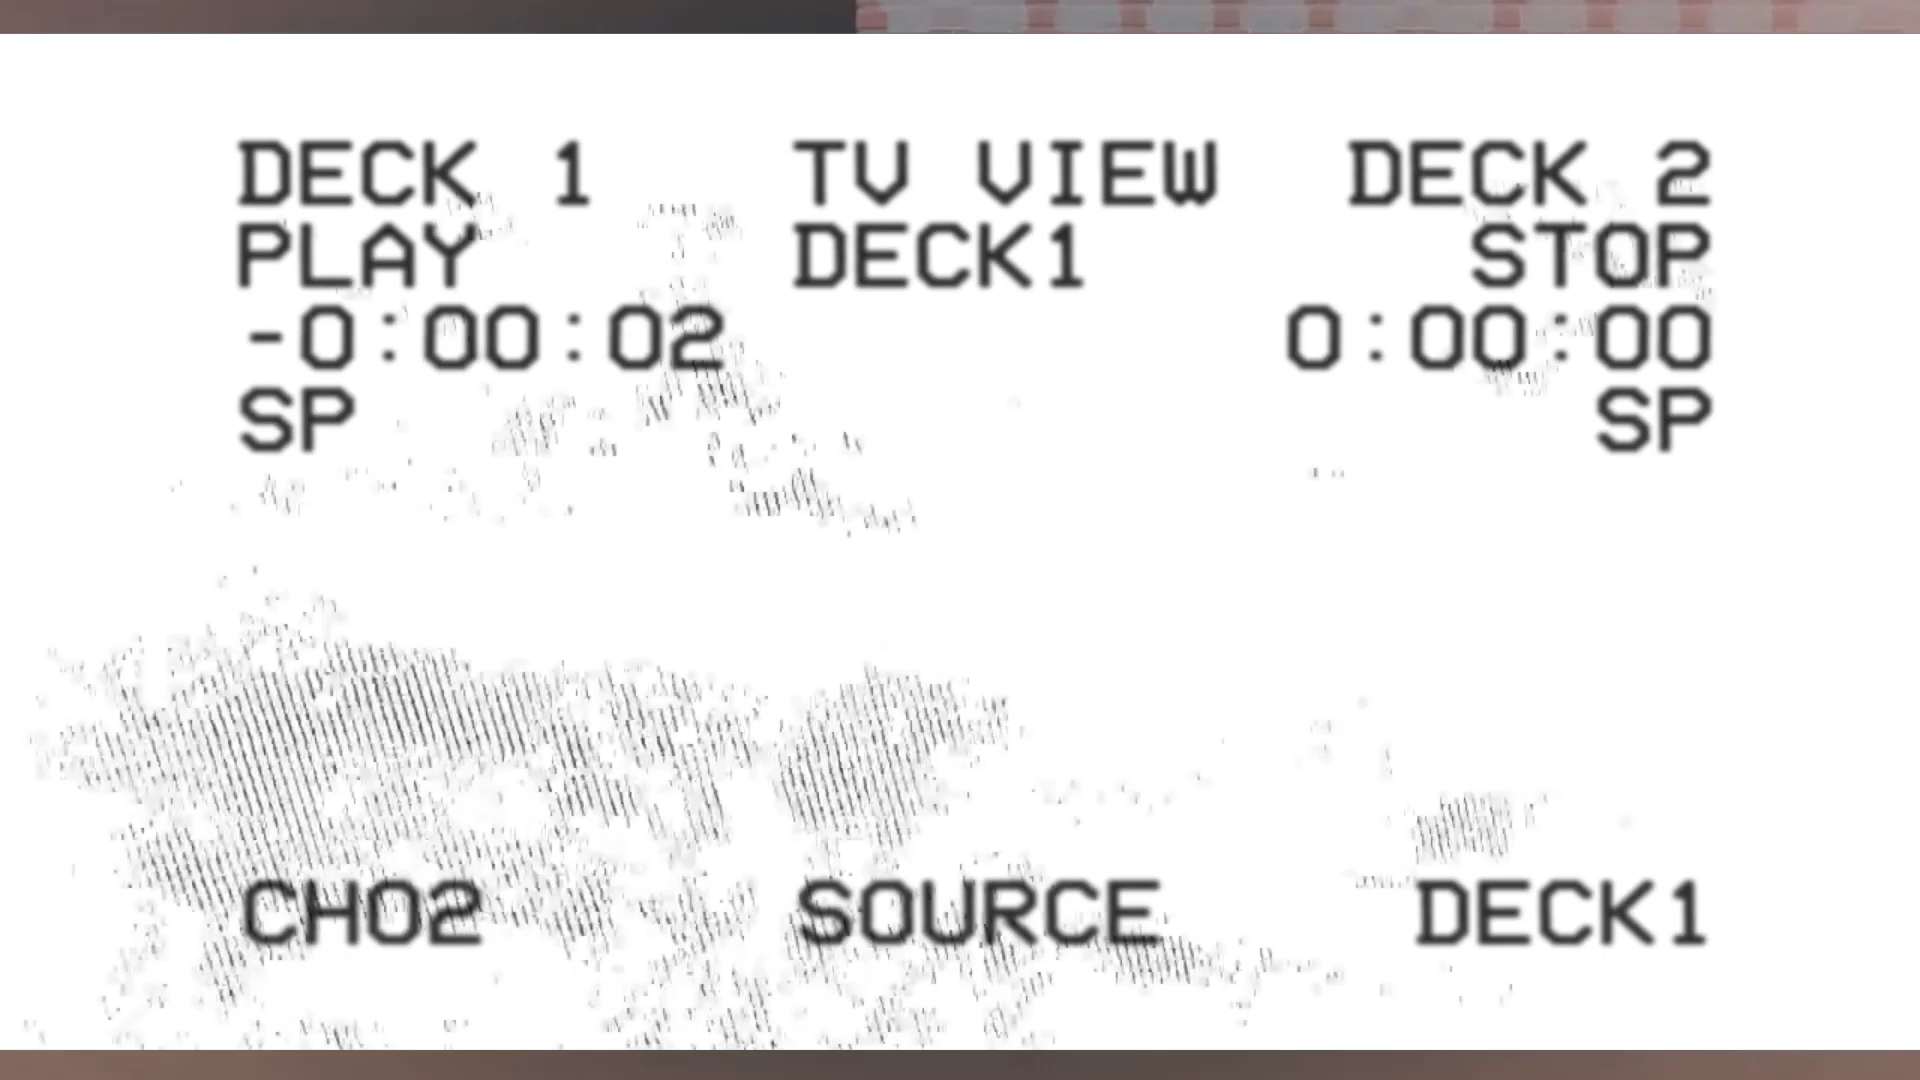 DECK 1 TV VIEW DECK 2
PLAY DECK1 STOP
-0:00:02 0:00:00
SP SP
CH02 SOURCE DECK1